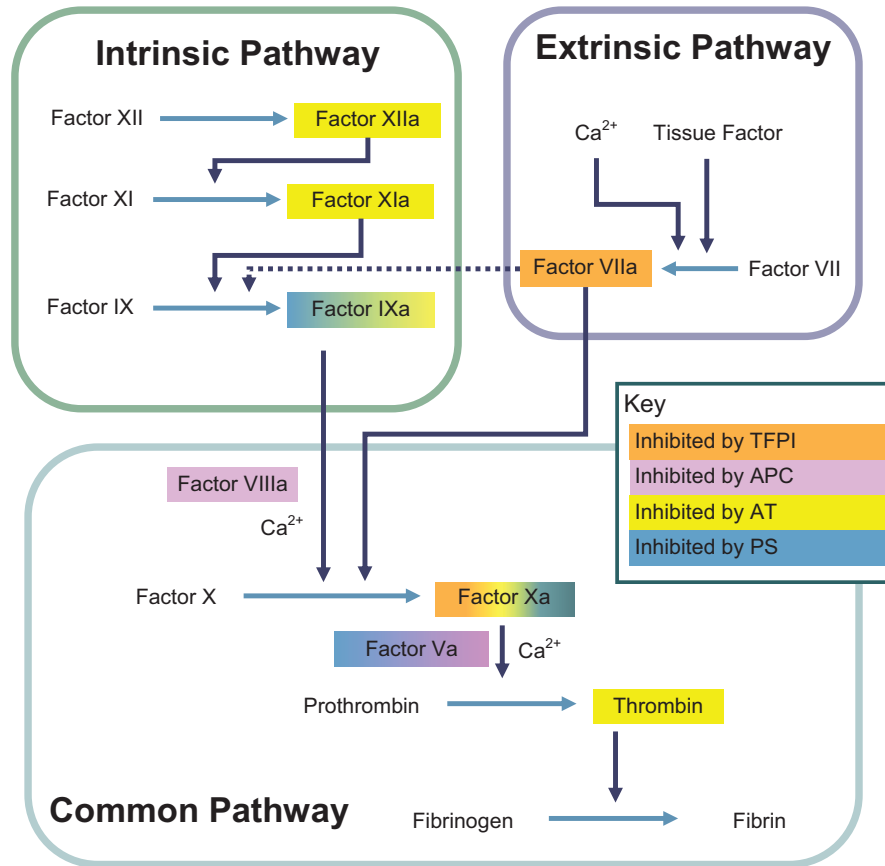 Intrinsic Pathway
Factor XII
Factor XIIa
Factor XI
Factor XIa
Factor IX
Factor IXa
Extrinsic Pathway
Ca²⁺
Tissue Factor
Factor VIIa
Factor VII
Key
Inhibited by TFPI
Inhibited by APC
Inhibited by AT
Inhibited by PS
Factor VIIIa
Ca²⁺
Factor X
Factor Xa
Factor Va
Ca²⁺
Prothrombin
Thrombin
Common Pathway
Fibrinogen
Fibrin